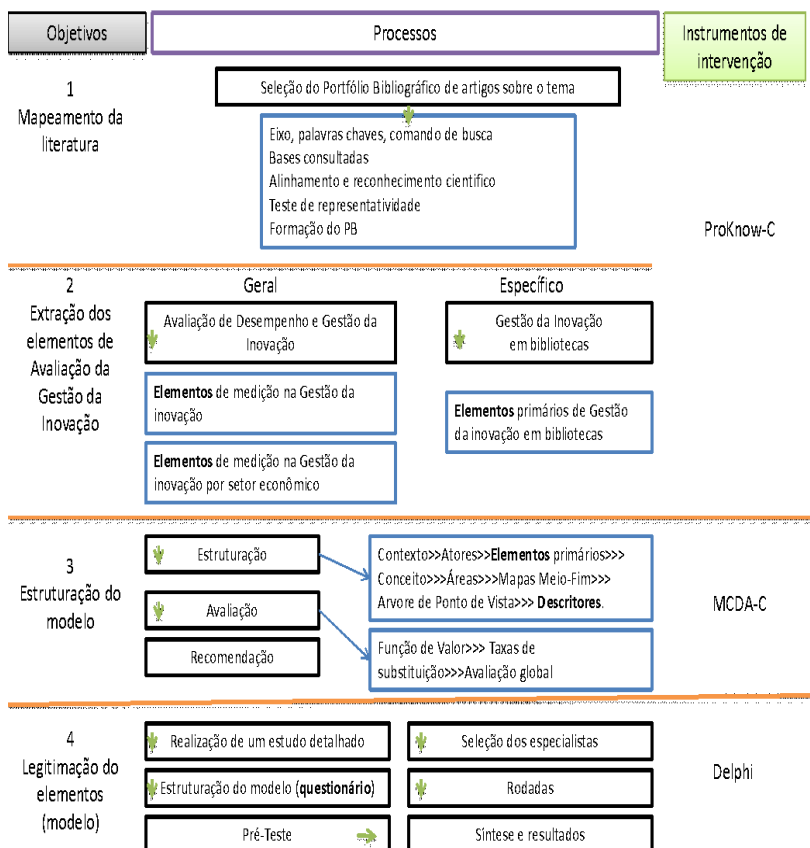 Objetivos
Processos
Instrumentos de
intervenção
1
Mapeamento da
literatura
Seleção do Portfólio Bibliográfico de artigos sobre o tema
Eixo, palavras chaves, comando de busca
Bases consultadas
Alinhamento e reconhecimento cientifico
Teste de representatividade
Formação do PB
ProKnow-C
2
Extração dos
elementos de
Avaliação da
Gestão da
Inovação
Geral
Avaliação de Desempenho e Gestão da
Inovação
Elementos de medição na Gestão da
inovação
Elementos de medição na Gestão da
inovação por setor econômico
Específico
Gestão da Inovação
em bibliotecas
Elementos primários de Gestão
da inovação em bibliotecas
3
Estruturação do
modelo
Estruturação
Avaliação
Recomendação
Contexto>>Atores>>Elementos primários>>>
Conceito>>>Áreas>>>Mapas Meio-Fim>>>
Arvore de Ponto de Vista>>> Descritores.
Função de Valor>>> Taxas de
substituição>>>Avaliação global
MCDA-C
4
Legitimação do
elementos
(modelo)
Realização de um estudo detalhado
Seleção dos especialistas
Estruturação do modelo (questionário)
Rodadas
Pré-Teste
Síntese e resultados
Delphi